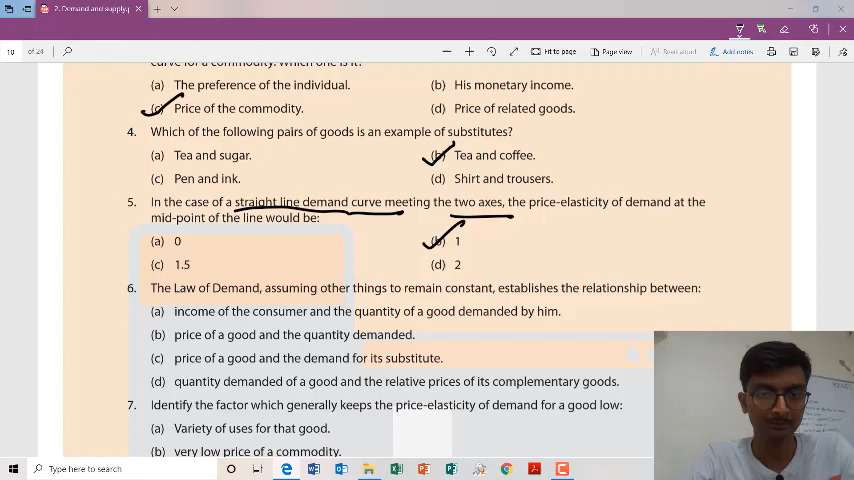 2. Demand and supply.p
10 of 24
Fit to page
Page view
Read aloud
Add notes
curve for a commodity. Which one is it?
(a) The preference of the individual. (b) His monetary income.
(c) Price of the commodity. (d) Price of related goods.
4. Which of the following pairs of goods is an example of substitutes?
(a) Tea and sugar. (b) Tea and coffee.
(c) Pen and ink. (d) Shirt and trousers.
5. In the case of a straight line demand curve meeting the two axes, the price-elasticity of demand at the
mid-point of the line would be:
(a) 0 (b) 1
(c) 1.5 (d) 2
6. The Law of Demand, assuming other things to remain constant, establishes the relationship between:
(a) income of the consumer and the quantity of a good demanded by him.
(b) price of a good and the quantity demanded.
(c) price of a good and the demand for its substitute.
(d) quantity demanded of a good and the relative prices of its complementary goods.
7. Identify the factor which generally keeps the price-elasticity of demand for a good low:
(a) Variety of uses for that good.
(b) very low price of a commodity.
Type here to search